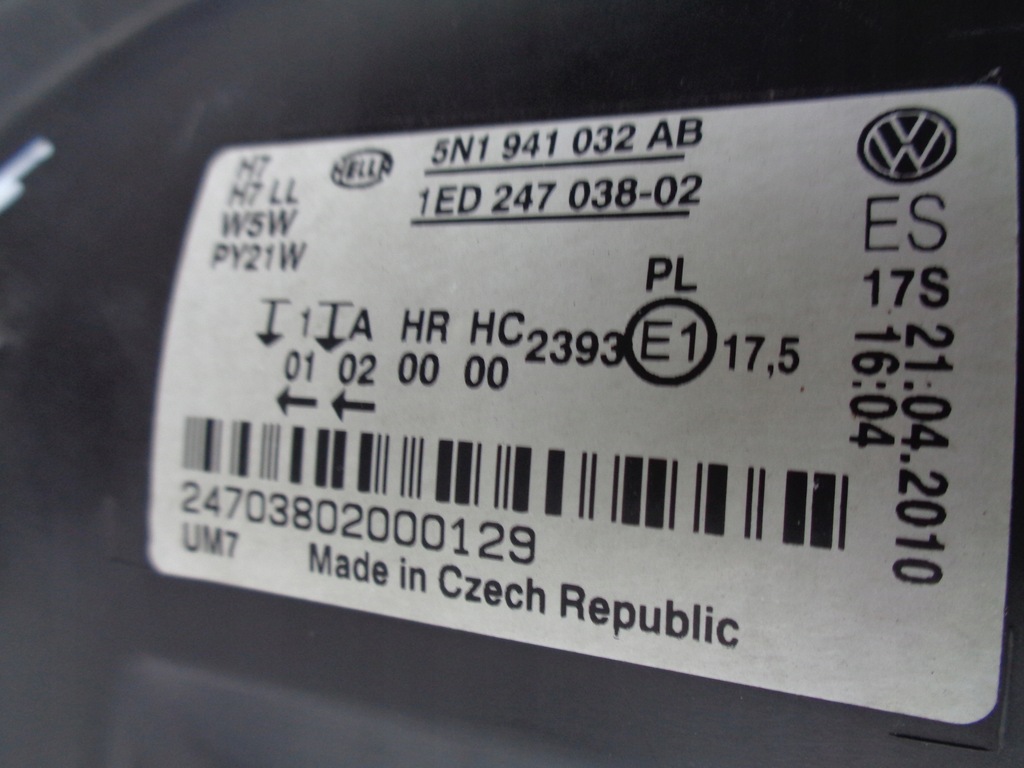 H7
H7 LL
W5W
PY21W
HELLA
5N1 941 032 AB
1ED 247 038-02
ES
17S
21.04.2010
16:04
PL
1 A HR HC 2393 E1 17,5
01 02 00 00
←  ←
24703802000129
UM7
Made in Czech Republic